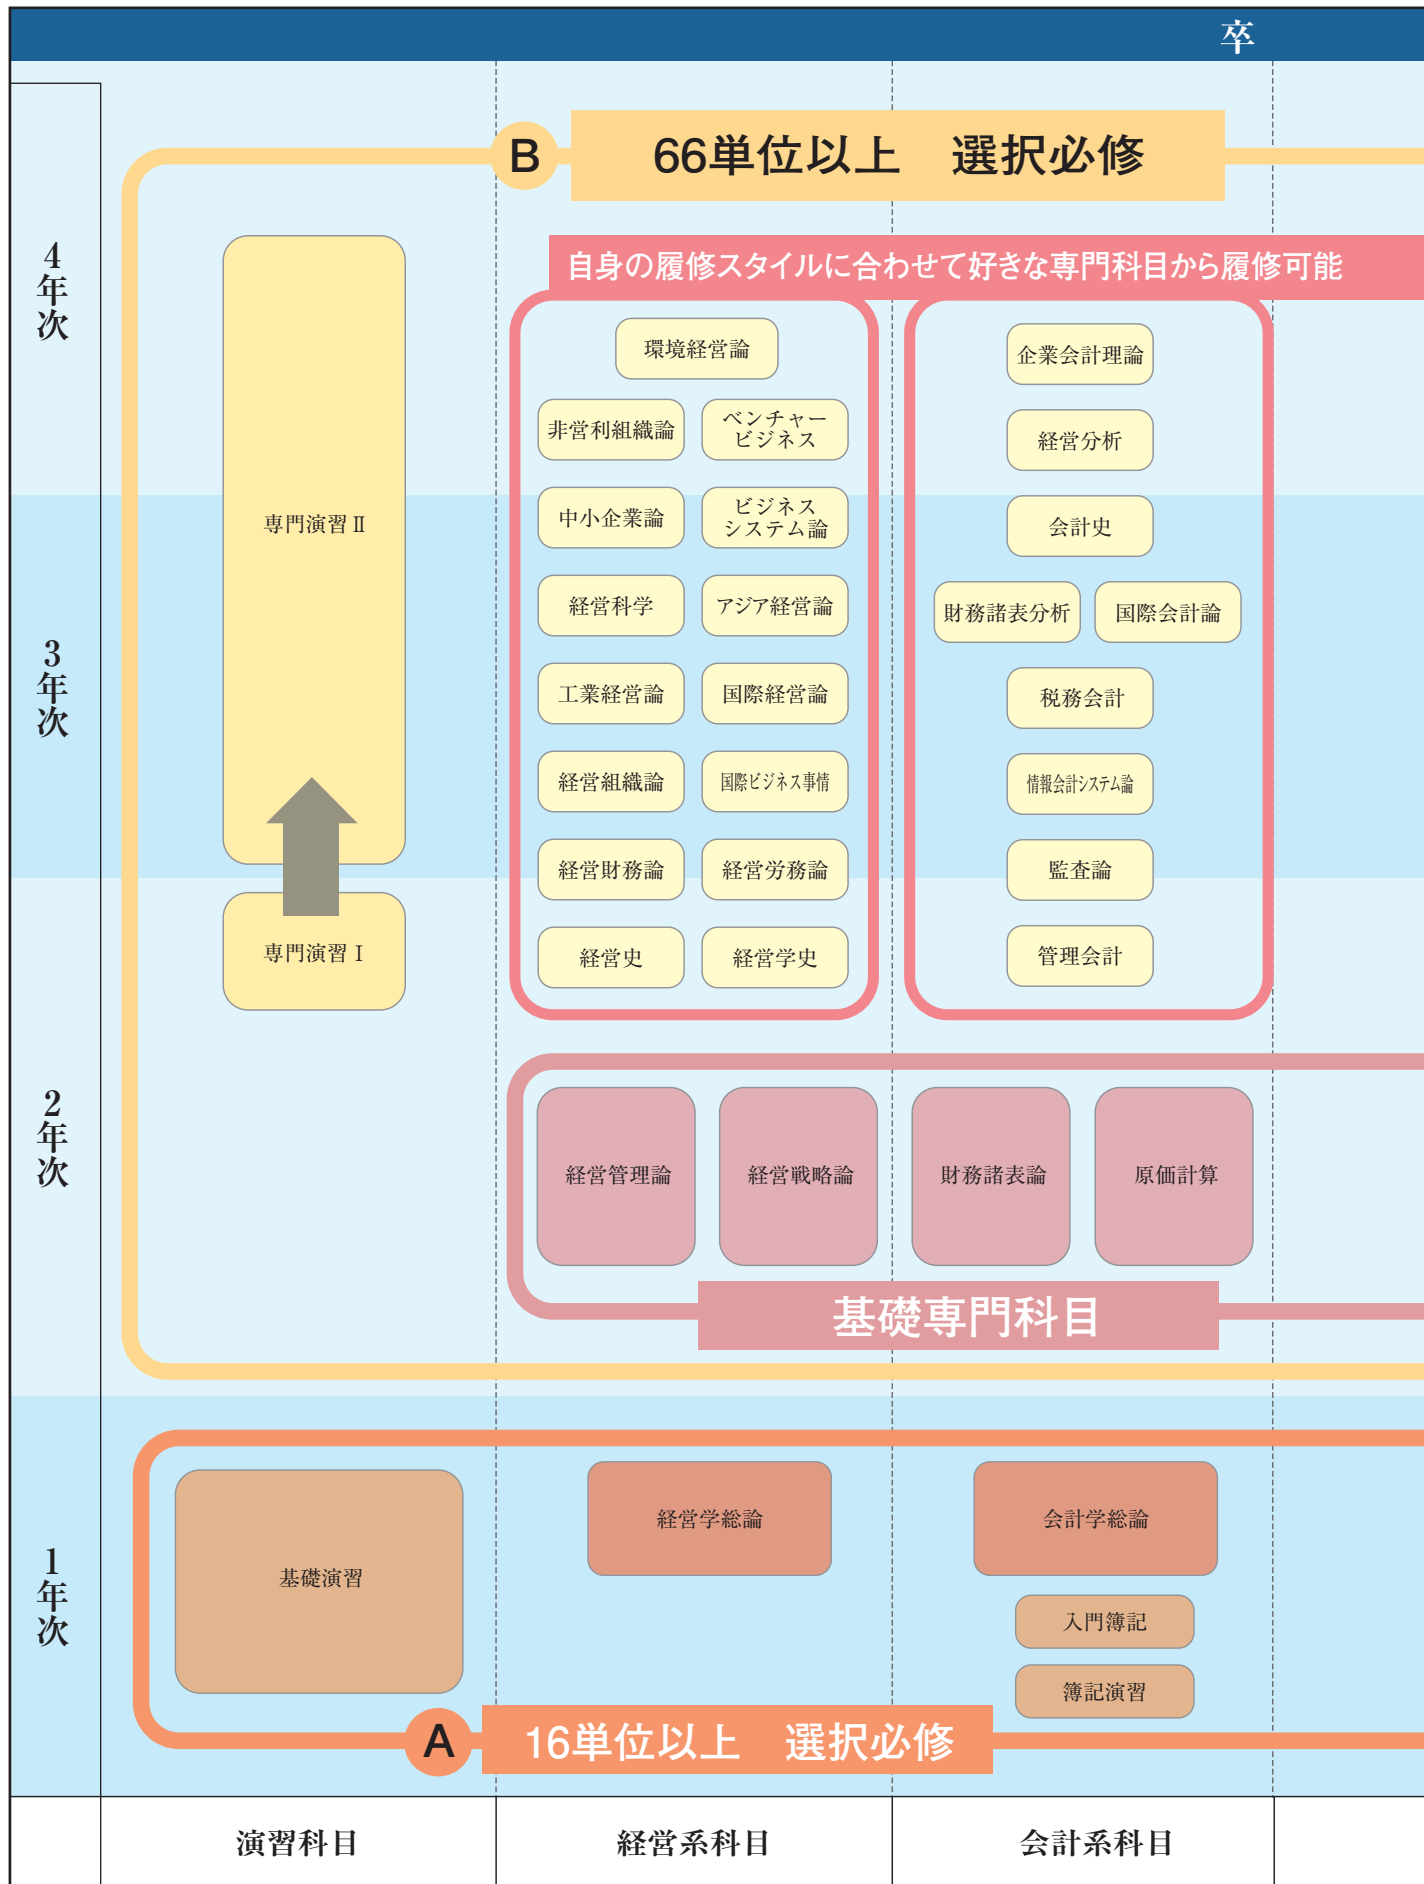 卒
B
66単位以上　選択必修
4年次
自身の履修スタイルに合わせて好きな専門科目から履修可能
環境経営論
企業会計理論
非営利組織論
ベンチャー
ビジネス
経営分析
専門演習Ⅱ
中小企業論
ビジネス
システム論
会計史
経営科学
アジア経営論
財務諸表分析
国際会計論
3年次
工業経営論
国際経営論
税務会計
経営組織論
国際ビジネス事情
情報会計システム論
経営財務論
経営労務論
監査論
専門演習Ⅰ
経営史
経営学史
管理会計
2年次
経営管理論
経営戦略論
財務諸表論
原価計算
基礎専門科目
1年次
基礎演習
経営学総論
会計学総論
入門簿記
簿記演習
A
16単位以上　選択必修
演習科目
経営系科目
会計系科目